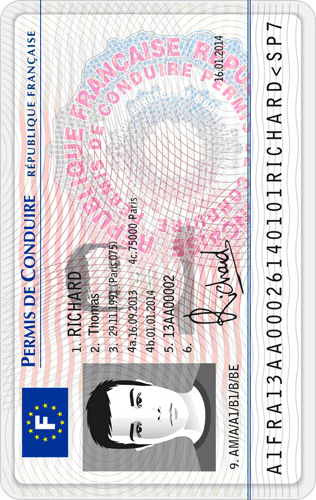 PERMIS DE CONDUIRE RÉPUBLIQUE FRANÇAISE
F
1. RICHARD
2. Thomas
3. 29.11.1991 (Paris 075)
4a.16.09.2013 4c.75000 Paris
4b.01.01.2014
5. 13AA00002
6.
Richard
16.01.2014
9. AM/A/A1/B1/B/BE
A1FRA13AA000026140101RICHARD<SP7
RÉPUBLIQUE FRANÇAISE
PERMIS DE CONDUIRE